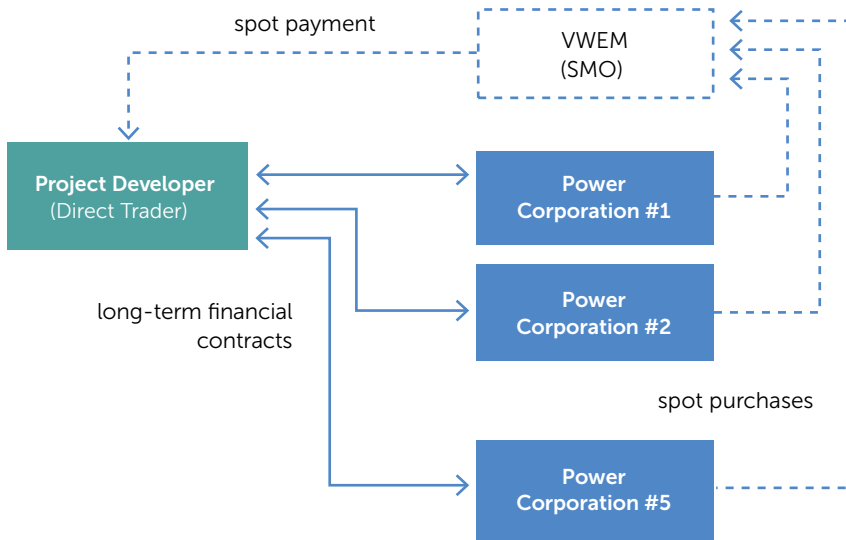 spot payment
VWEM
(SMO)
Project Developer
(Direct Trader)
Power
Corporation #1
long-term financial
contracts
Power
Corporation #2
spot purchases
Power
Corporation #5